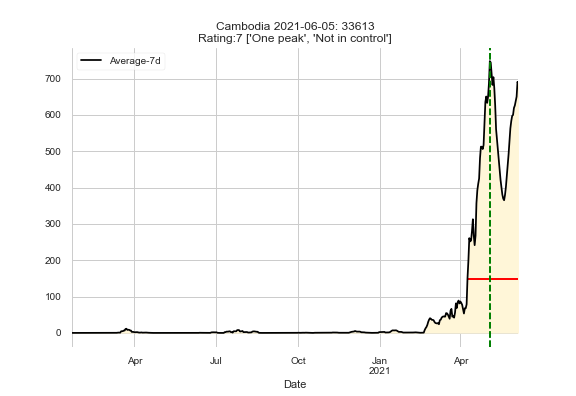 Cambodia 2021-06-05: 33613
Rating:7 ['One peak', 'Not in control']
Average-7d
700
600
500
400
300
200
100
0
Apr
Jul
Oct
Jan
2021
Apr
Date